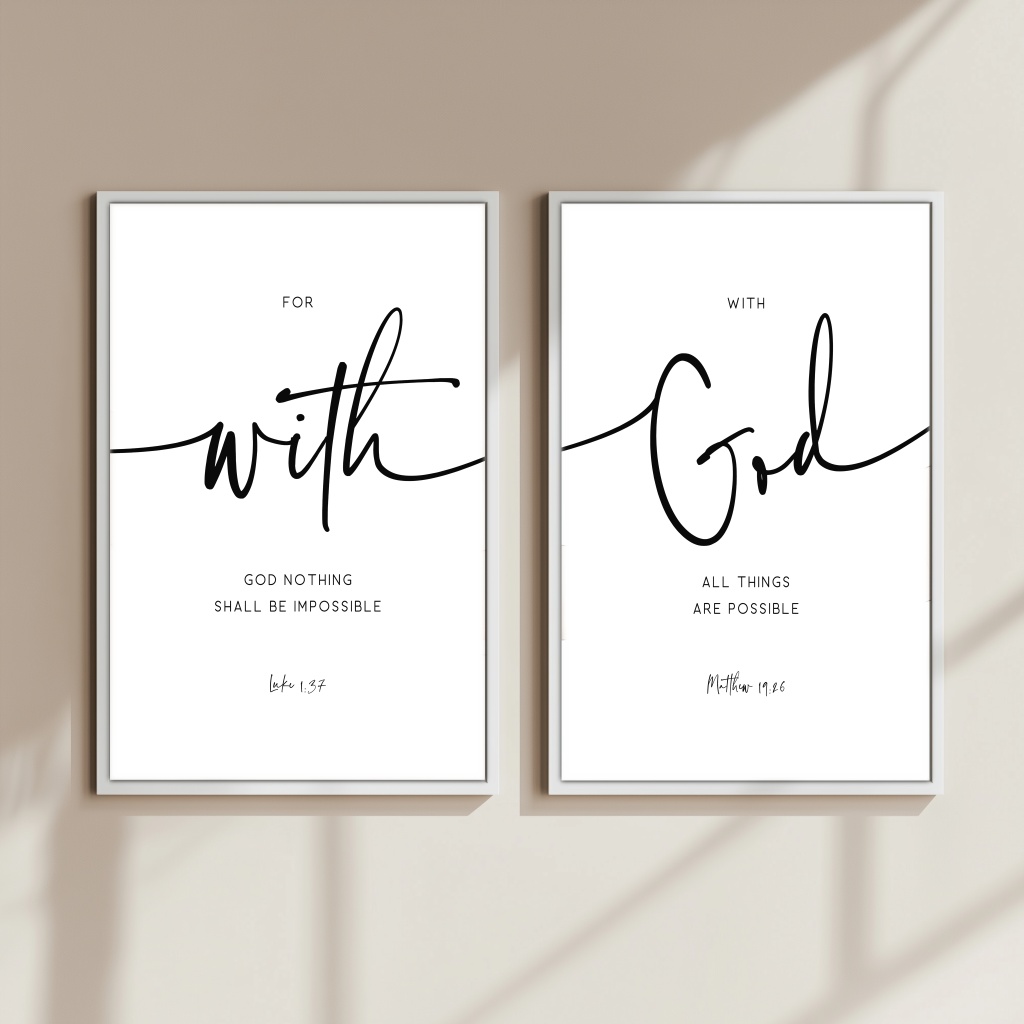 FOR
with
GOD NOTHING
SHALL BE IMPOSSIBLE
Luke 1:37
WITH
God
ALL THINGS
ARE POSSIBLE
Matthew 19:26